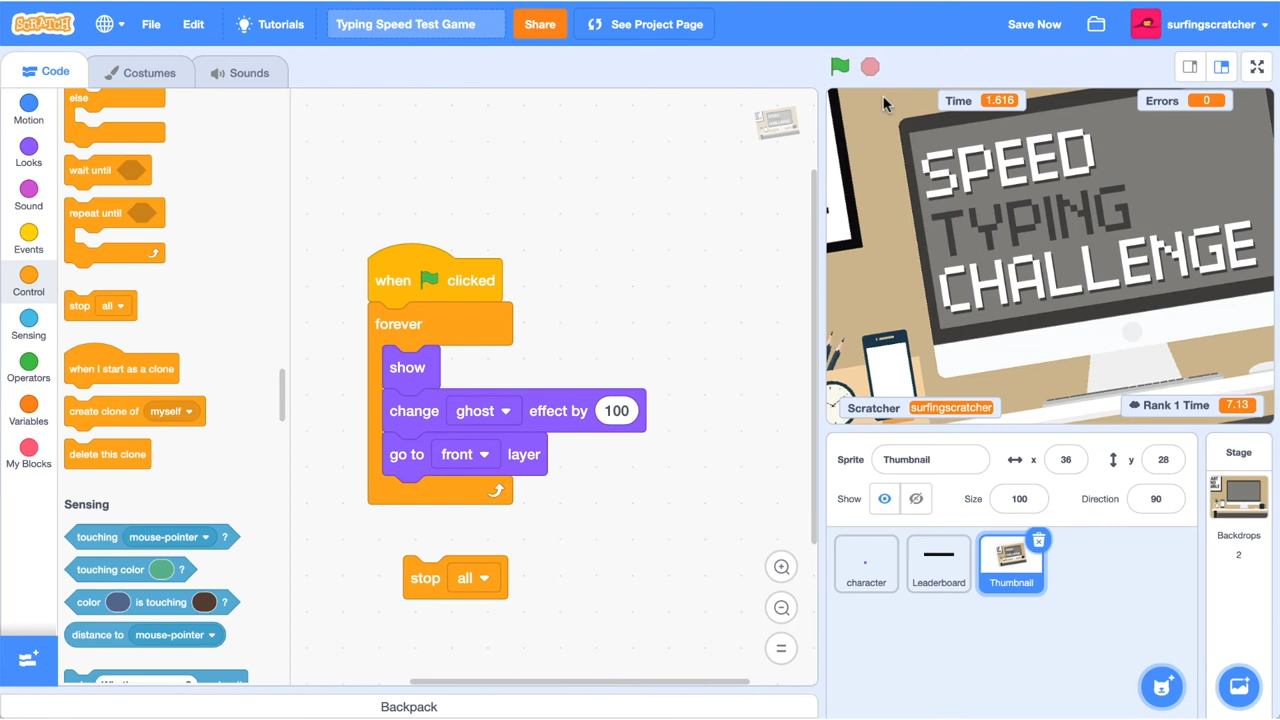 SCRATCH
File
Edit
Tutorials
Typing Speed Test Game
Share
See Project Page
Save Now
surfingscratcher
Code
Costumes
Sounds
Motion
Looks
Sound
Events
Control
Sensing
Operators
Variables
My Blocks
else
wait until
repeat until
stop all
when I start as a clone
create clone of myself
delete this clone
Sensing
touching mouse-pointer ?
touching color ?
color is touching ?
distance to mouse-pointer
when clicked
forever
show
change ghost effect by 100
go to front layer
stop all
Backpack
Time 1.616
Errors 0
SPEED
TYPING
CHALLENGE
Scratcher surfingscratcher
Rank 1 Time 7.13
Sprite Thumbnail x 36 y 28
Show Size 100 Direction 90
character
Leaderboard
Thumbnail
Stage
Backdrops
2